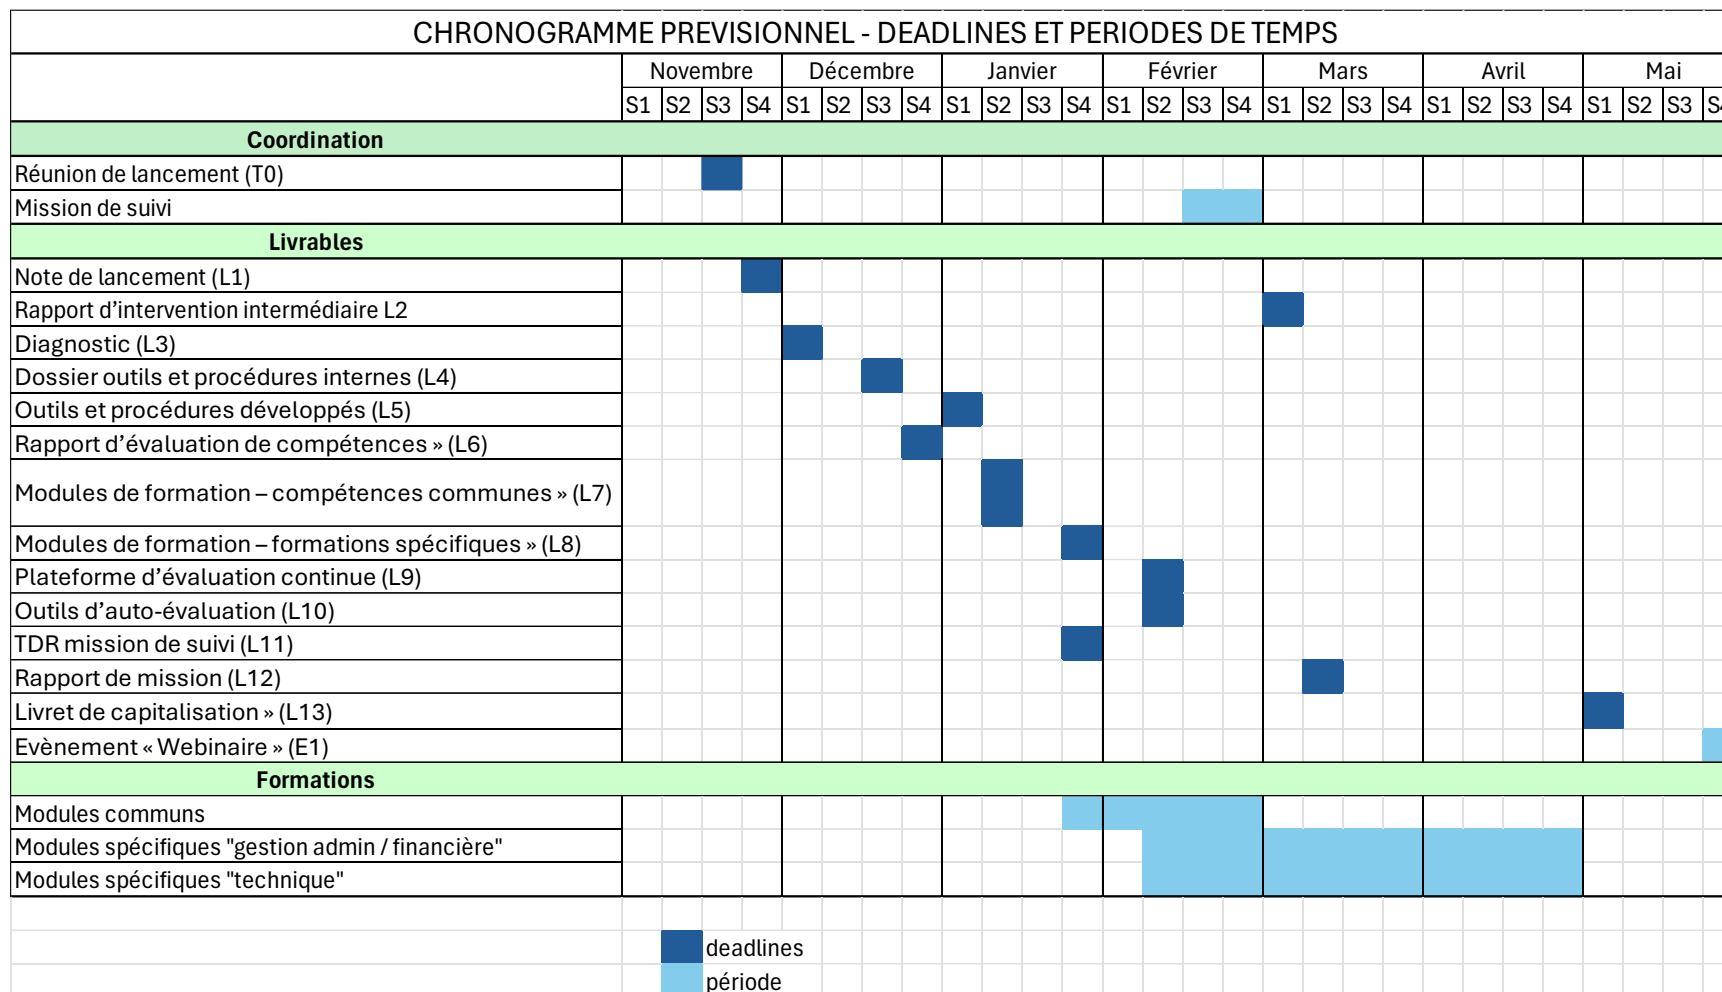 CHRONOGRAMME PREVISIONNEL - DEADLINES ET PERIODES DE TEMPS
Novembre Décembre Janvier Février Mars Avril Mai
S1 S2 S3 S4 S1 S2 S3 S4 S1 S2 S3 S4 S1 S2 S3 S4 S1 S2 S3 S4 S1 S2 S3 S4 S1 S2 S3 S4
Coordination
Réunion de lancement (T0)
Mission de suivi
Livrables
Note de lancement (L1)
Rapport d’intervention intermédiaire L2
Diagnostic (L3)
Dossier outils et procédures internes (L4)
Outils et procédures développés (L5)
Rapport d’évaluation de compétences » (L6)
Modules de formation – compétences communes » (L7)
Modules de formation – formations spécifiques » (L8)
Plateforme d’évaluation continue (L9)
Outils d’auto-évaluation (L10)
TDR mission de suivi (L11)
Rapport de mission (L12)
Livret de capitalisation » (L13)
Evènement « Webinaire » (E1)
Formations
Modules communs
Modules spécifiques "gestion admin / financière"
Modules spécifiques "technique"
deadlines
période